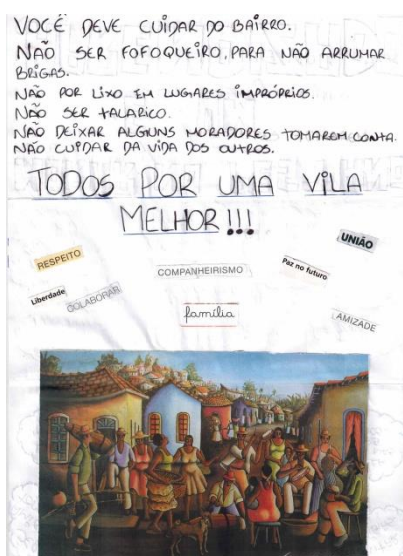 VOCÊ DEVE CUIDAR DO BAIRRO.
NÃO SER FOFOQUEIRO, PARA NÃO ARRUMAR
BRIGAS.
NÃO POR LIXO EM LUGARES IMPRÓPRIOS.
NÃO SER TALARICO.
NÃO DEIXAR ALGUNS MORADORES TOMAREM CONTA.
NÃO CUIDAR DA VIDA DOS OUTROS.
TODOS POR UMA VILA
MELHOR!!!
UNIÃO
RESPEITO
COMPANHEIRISMO
Paz no futuro
Liberdade
COLABORAR
família
AMIZADE